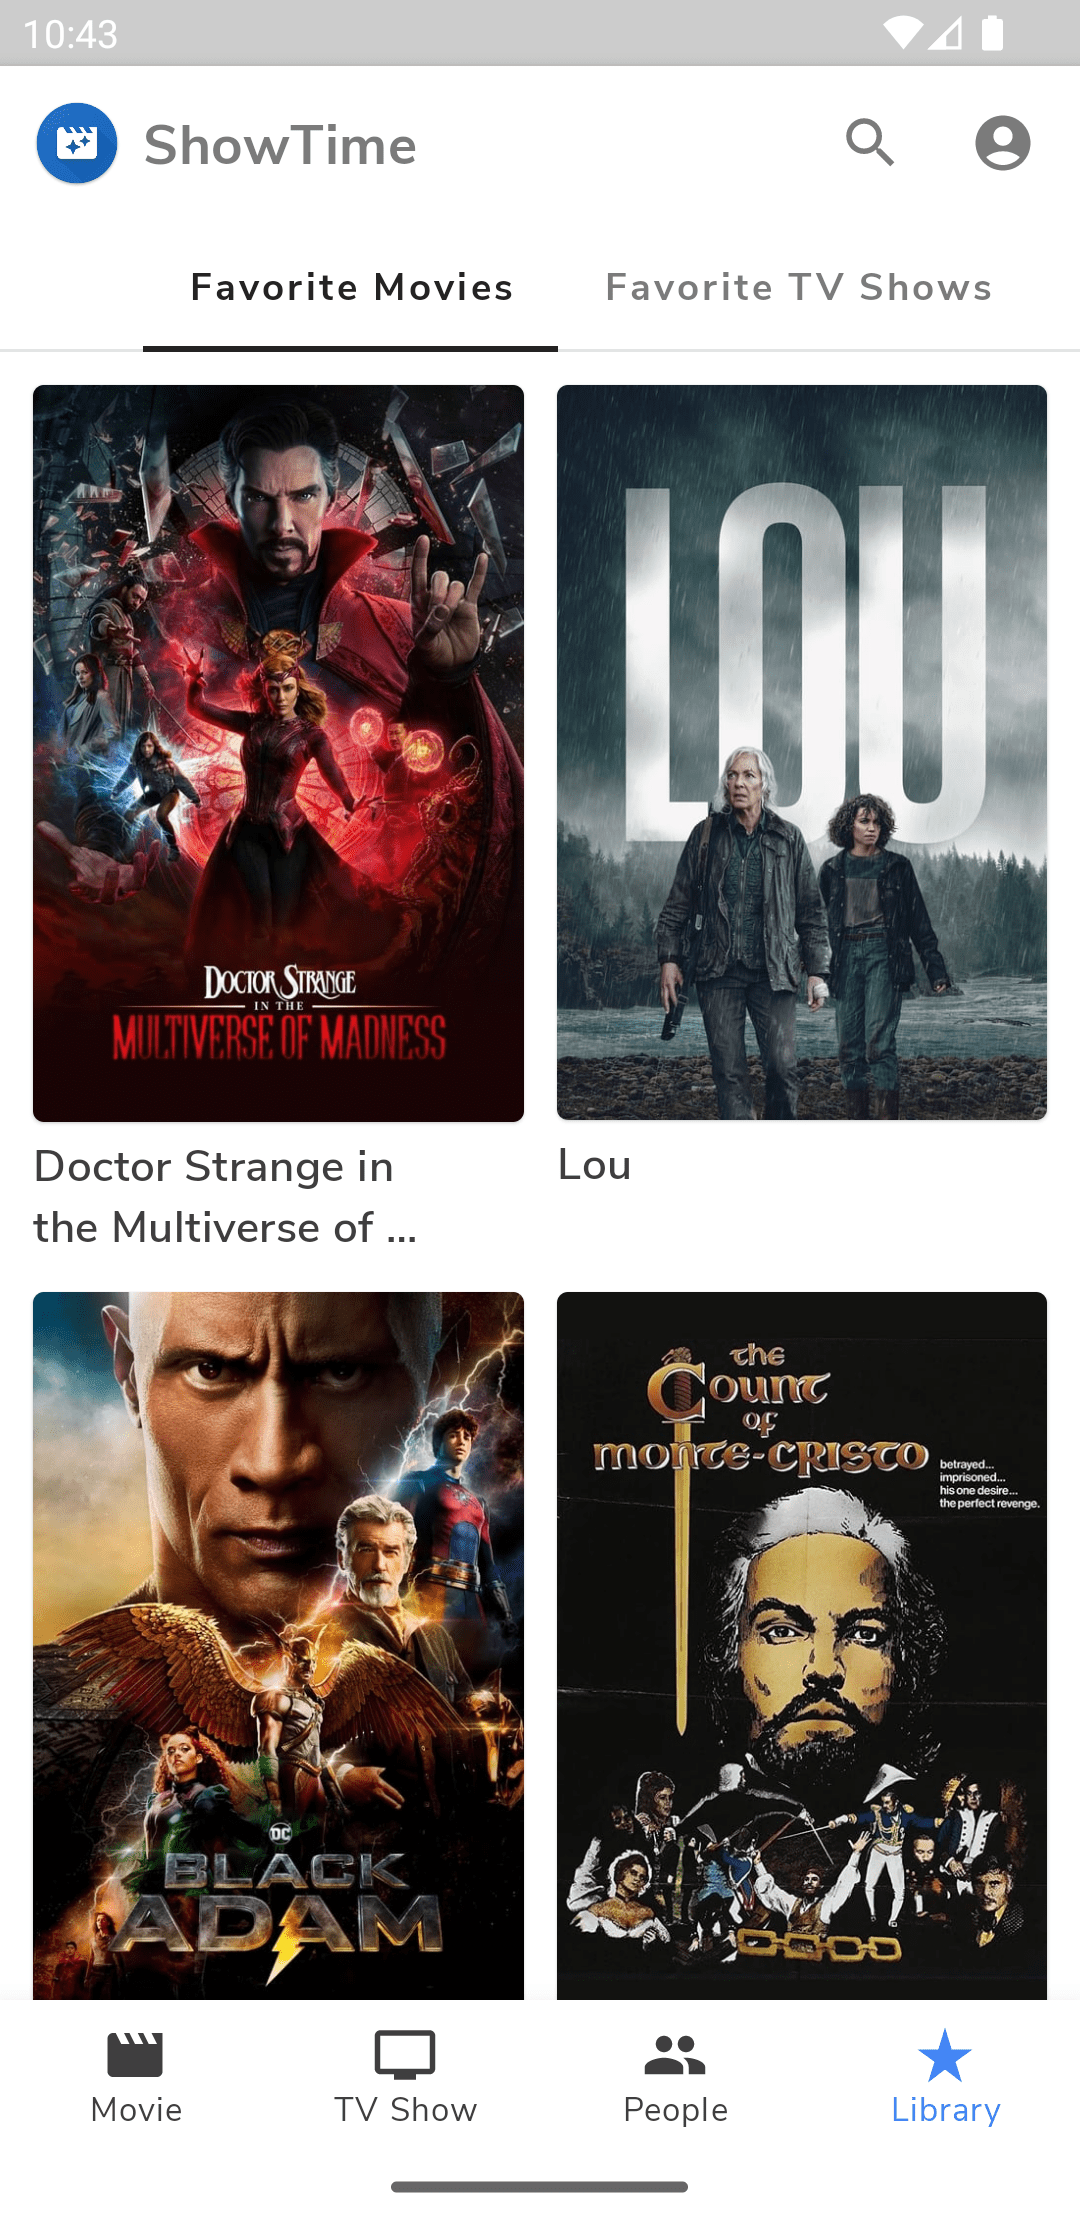 10:43
ShowTime
Favorite Movies
Favorite TV Shows
DOCTOR STRANGE
IN THE
MULTIVERSE OF MADNESS
LOU
Doctor Strange in
the Multiverse of ...
Lou
DC
BLACK
ADAM
the
Count
of
monte-cristo
betrayed...
imprisoned...
his one desire...
the perfect revenge.
Movie
TV Show
People
Library